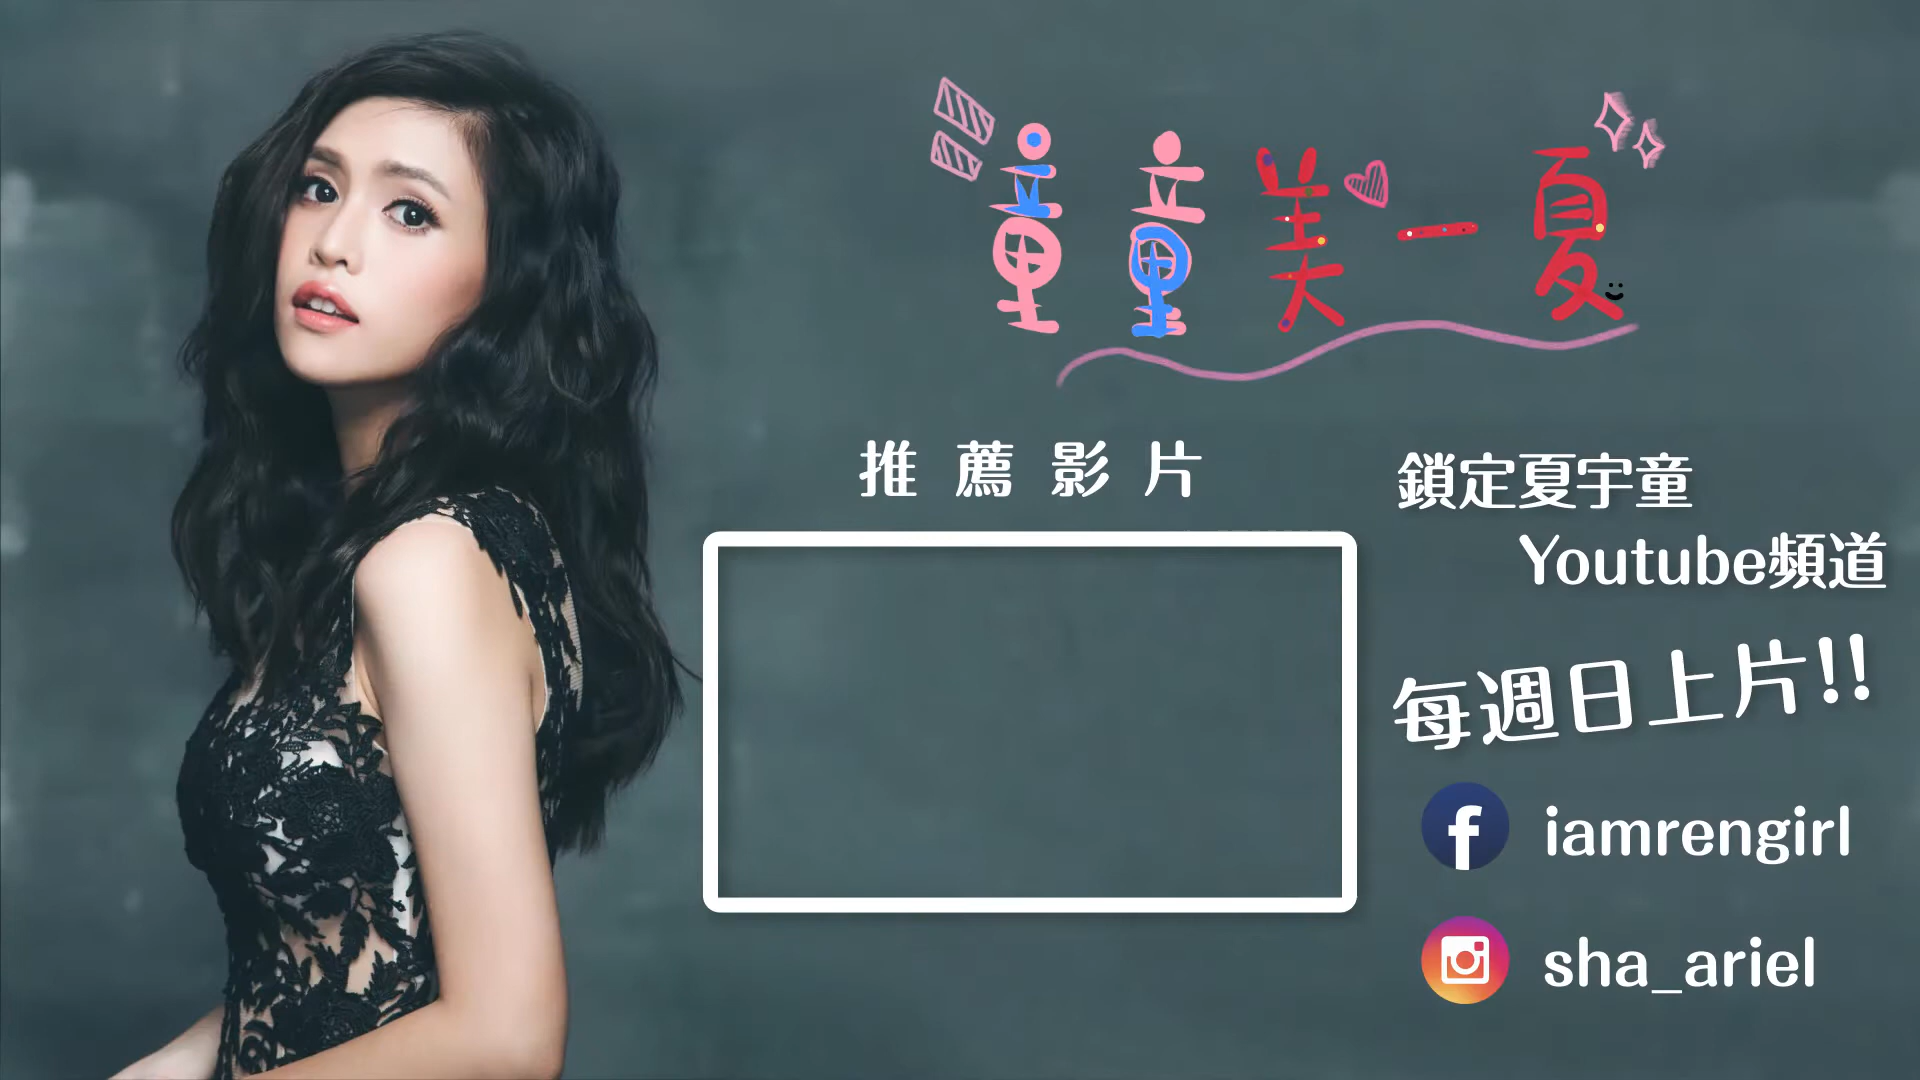 童童美一夏
推薦影片
鎖定夏宇童
Youtube頻道
每週日上片!!
iamrengirl
sha_ariel